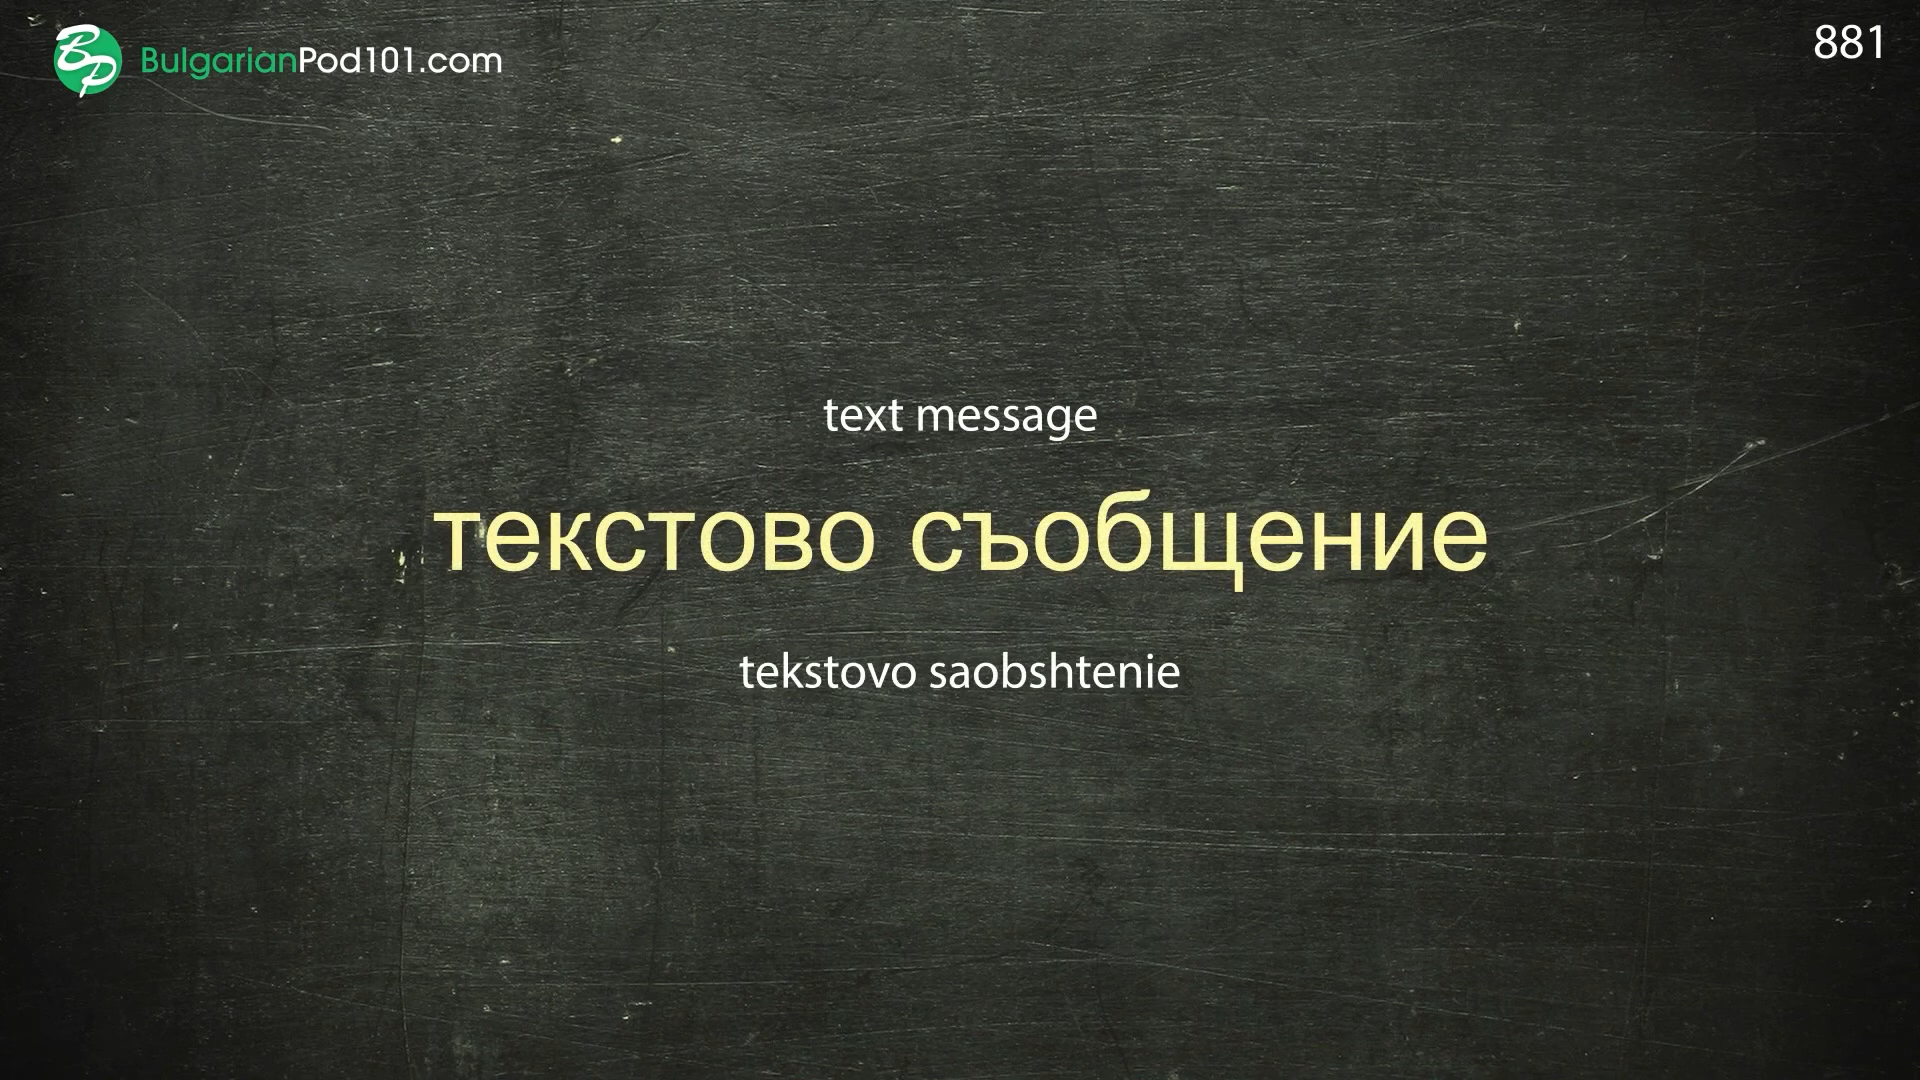 BulgarianPod101.com
881
text message
текстово съобщение
tekstovo saobshtenie